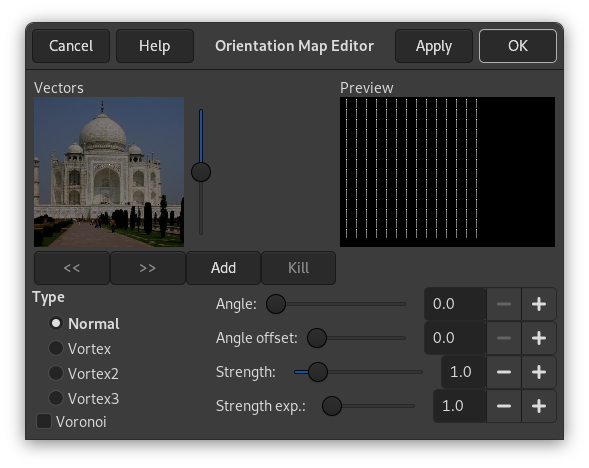 Cancel Help Orientation Map Editor Apply OK
Vectors Preview
<< >> Add Kill
Type
Angle: 0.0
Normal
Angle offset: 0.0
Vortex
Strength: 1.0
Vortex2
Vortex3
Strength exp.: 1.0
Voronoi